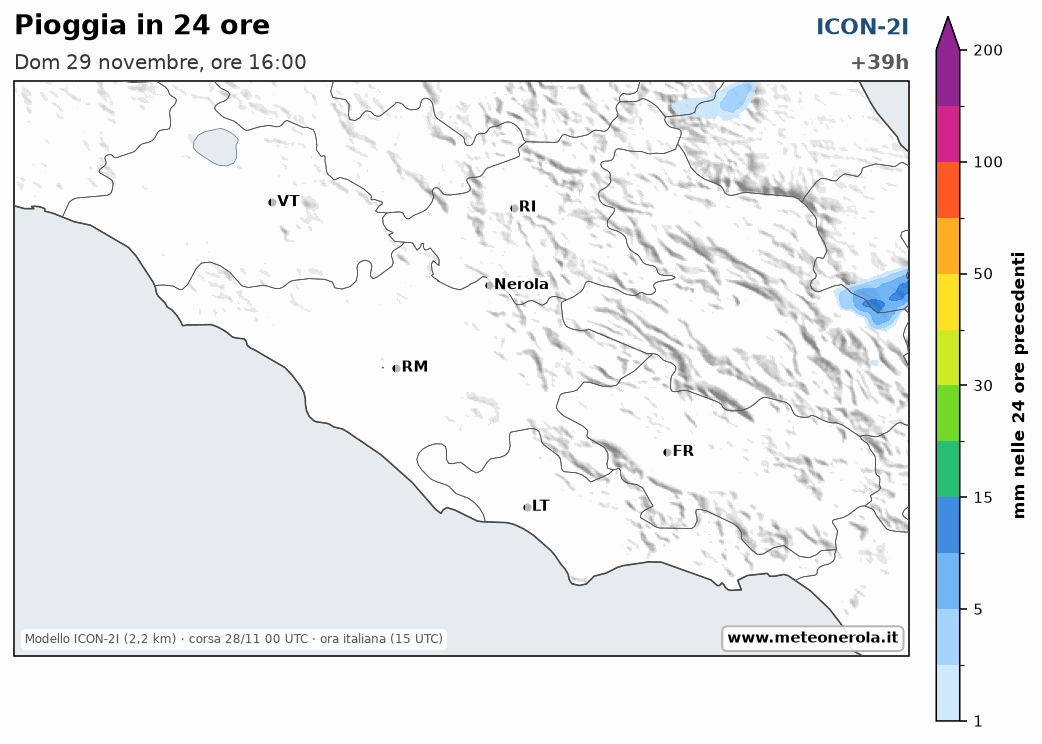 Pioggia in 24 ore
ICON-2I
Dom 29 novembre, ore 16:00
+39h
200
100
50
30
15
5
1
mm nelle 24 ore precedenti
VT
RI
Nerola
RM
FR
LT
Modello ICON-2I (2,2 km) · corsa 28/11 00 UTC · ora italiana (15 UTC)
www.meteonerola.it